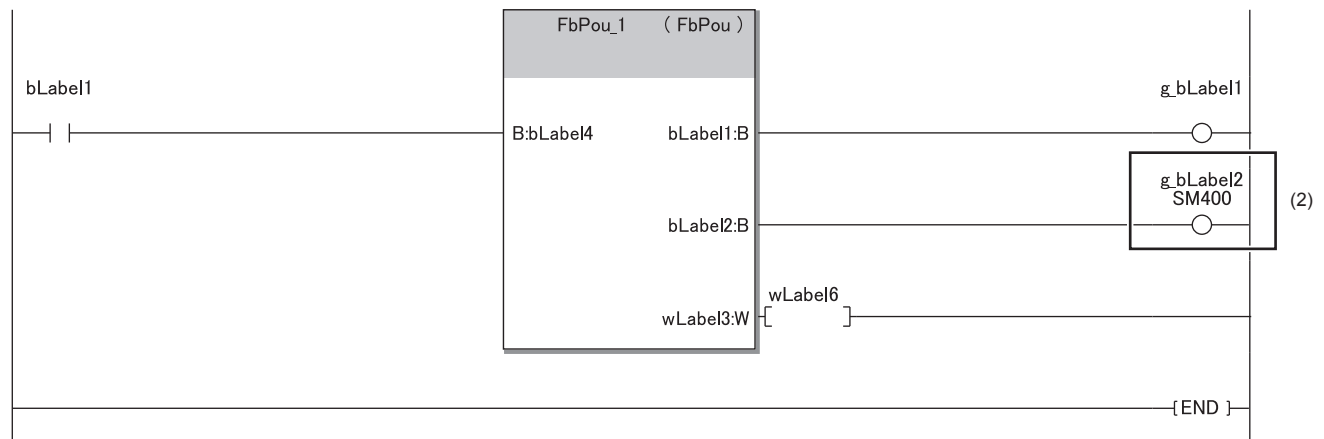 FbPou_1 ( FbPou )
bLabel1
g_bLabel1
B:bLabel4 bLabel1:B
g_bLabel2
SM400
(2)
bLabel2:B
wLabel6
wLabel3:W
END